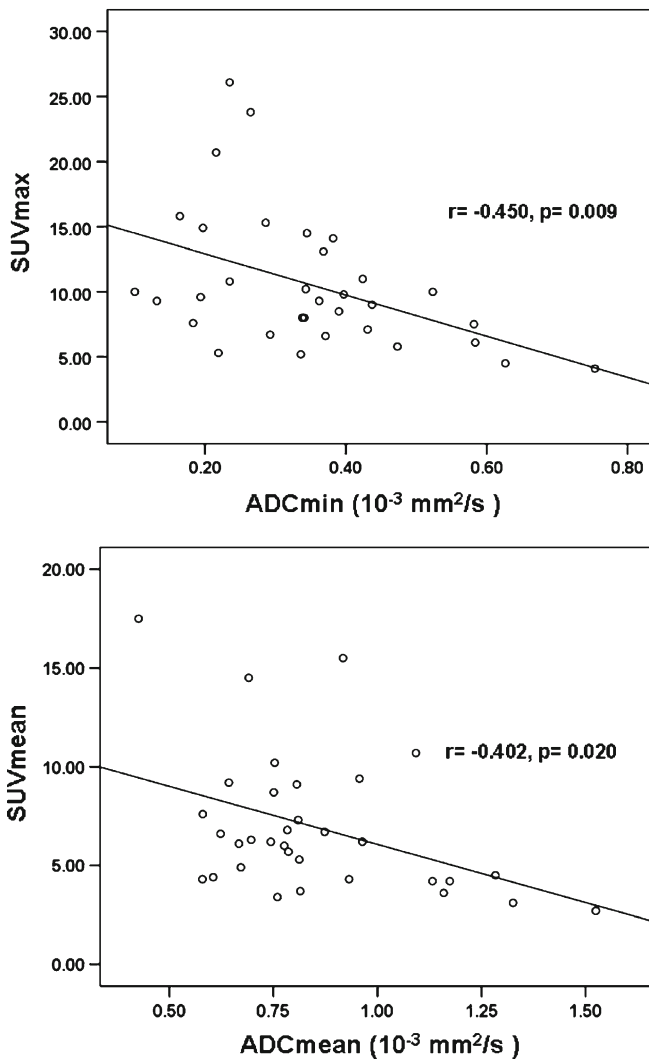 30.00
25.00
20.00
15.00
10.00
5.00
0.00
SUVmax
r= -0.450, p= 0.009
0.20 0.40 0.60 0.80
ADCmin (10⁻³ mm²/s )
20.00
15.00
10.00
5.00
0.00
SUVmean
r= -0.402, p= 0.020
0.50 0.75 1.00 1.25 1.50
ADCmean (10⁻³ mm²/s )